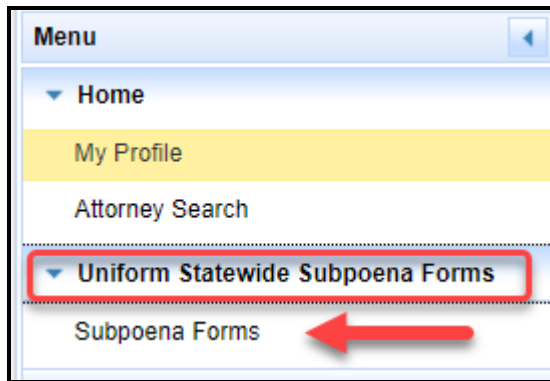 Menu
Home
My Profile
Attorney Search
Uniform Statewide Subpoena Forms
Subpoena Forms